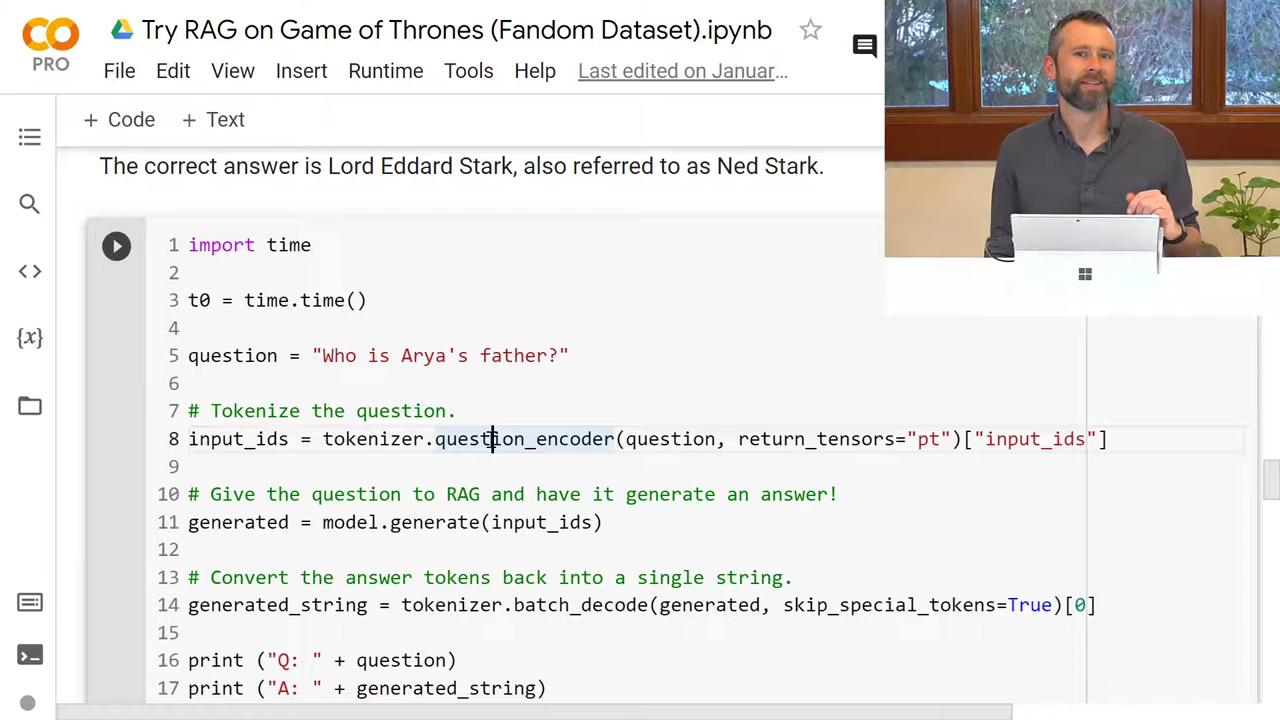 CO
PRO
Try RAG on Game of Thrones (Fandom Dataset).ipynb
File Edit View Insert Runtime Tools Help Last edited on Januar...
+ Code + Text
The correct answer is Lord Eddard Stark, also referred to as Ned Stark.
1 import time
2
3 t0 = time.time()
4
5 question = "Who is Arya's father?"
6
7 # Tokenize the question.
8 input_ids = tokenizer.question_encoder(question, return_tensors="pt")["input_ids"]
9
10 # Give the question to RAG and have it generate an answer!
11 generated = model.generate(input_ids)
12
13 # Convert the answer tokens back into a single string.
14 generated_string = tokenizer.batch_decode(generated, skip_special_tokens=True)[0]
15
16 print ("Q: " + question)
17 print ("A: " + generated_string)